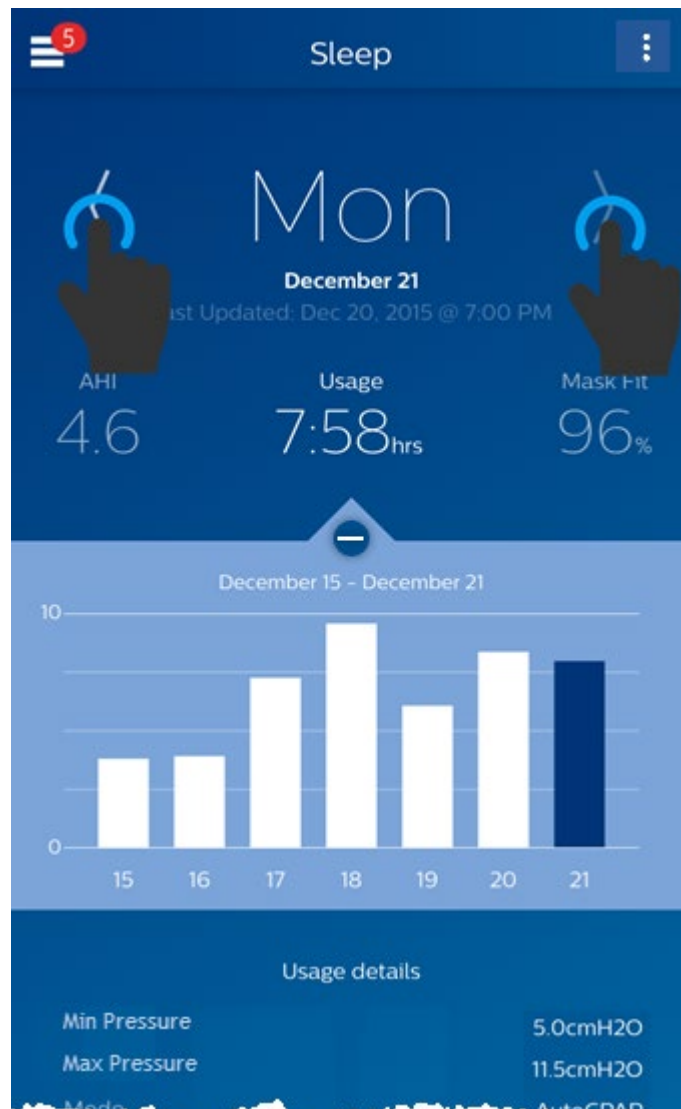 5
Sleep
Mon
December 21
ast Updated: Dec 20, 2015 @ 7:00 PM
AHI Usage Mask Fit
4.6 7:58hrs 96%
December 15 - December 21
10
0
15 16 17 18 19 20 21
Usage details
Min Pressure 5.0cmH2O
Max Pressure 11.5cmH2O
Mode AutoCPAP